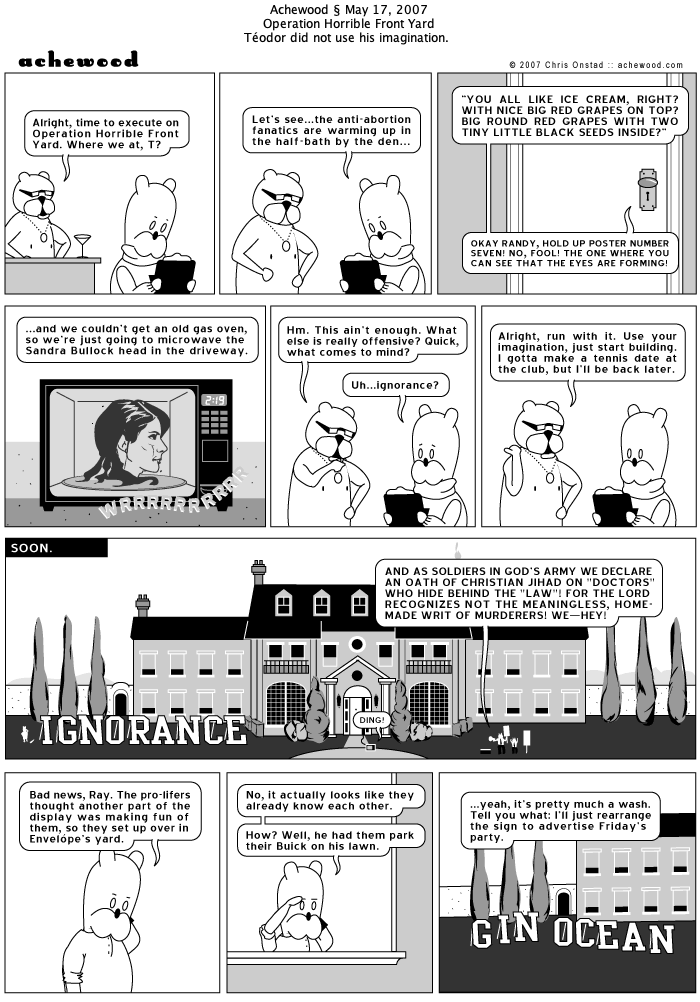 Achewood § May 17, 2007
Operation Horrible Front Yard
Téodor did not use his imagination.
achewood
© 2007 Chris Onstad :: achewood.com
Alright, time to execute on
Operation Horrible Front
Yard. Where we at, T?
Let's see...the anti-abortion
fanatics are warming up in
the half-bath by the den...
"YOU ALL LIKE ICE CREAM, RIGHT?
WITH NICE BIG RED GRAPES ON TOP?
BIG ROUND RED GRAPES WITH TWO
TINY LITTLE BLACK SEEDS INSIDE?"
OKAY RANDY, HOLD UP POSTER NUMBER
SEVEN! NO, FOOL! THE ONE WHERE YOU
CAN SEE THAT THE EYES ARE FORMING!
...and we couldn't get an old gas oven,
so we're just going to microwave the
Sandra Bullock head in the driveway.
2:19
WRRRRRRRRRRR
Hm. This ain't enough. What
else is really offensive? Quick,
what comes to mind?
Uh...ignorance?
Alright, run with it. Use your
imagination, just start building.
I gotta make a tennis date at
the club, but I'll be back later.
SOON.
AND AS SOLDIERS IN GOD'S ARMY WE DECLARE
AN OATH OF CHRISTIAN JIHAD ON "DOCTORS"
WHO HIDE BEHIND THE "LAW"! FOR THE LORD
RECOGNIZES NOT THE MEANINGLESS, HOME-
MADE WRIT OF MURDERERS! WE—HEY!
IGNORANCE
DING!
Bad news, Ray. The pro-lifers
thought another part of the
display was making fun of
them, so they set up over in
Envelópe's yard.
No, it actually looks like they
already know each other.
How? Well, he had them park
their Buick on his lawn.
...yeah, it's pretty much a wash.
Tell you what: I'll just rearrange
the sign to advertise Friday's
party.
GIN OCEAN